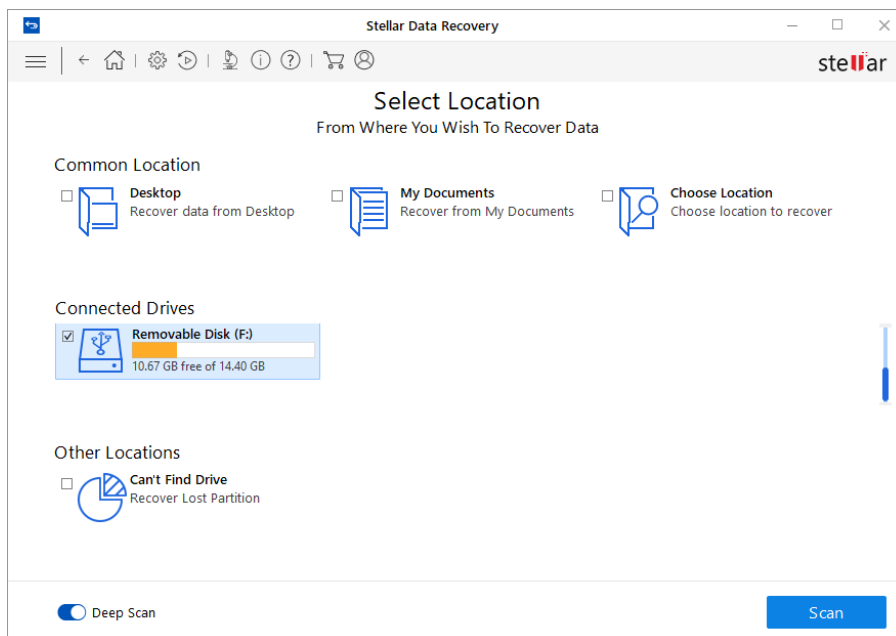 Stellar Data Recovery
stellar
Select Location
From Where You Wish To Recover Data
Common Location
Desktop
Recover data from Desktop
My Documents
Recover from My Documents
Choose Location
Choose location to recover
Connected Drives
Removable Disk (F:)
10.67 GB free of 14.40 GB
Other Locations
Can't Find Drive
Recover Lost Partition
Deep Scan
Scan